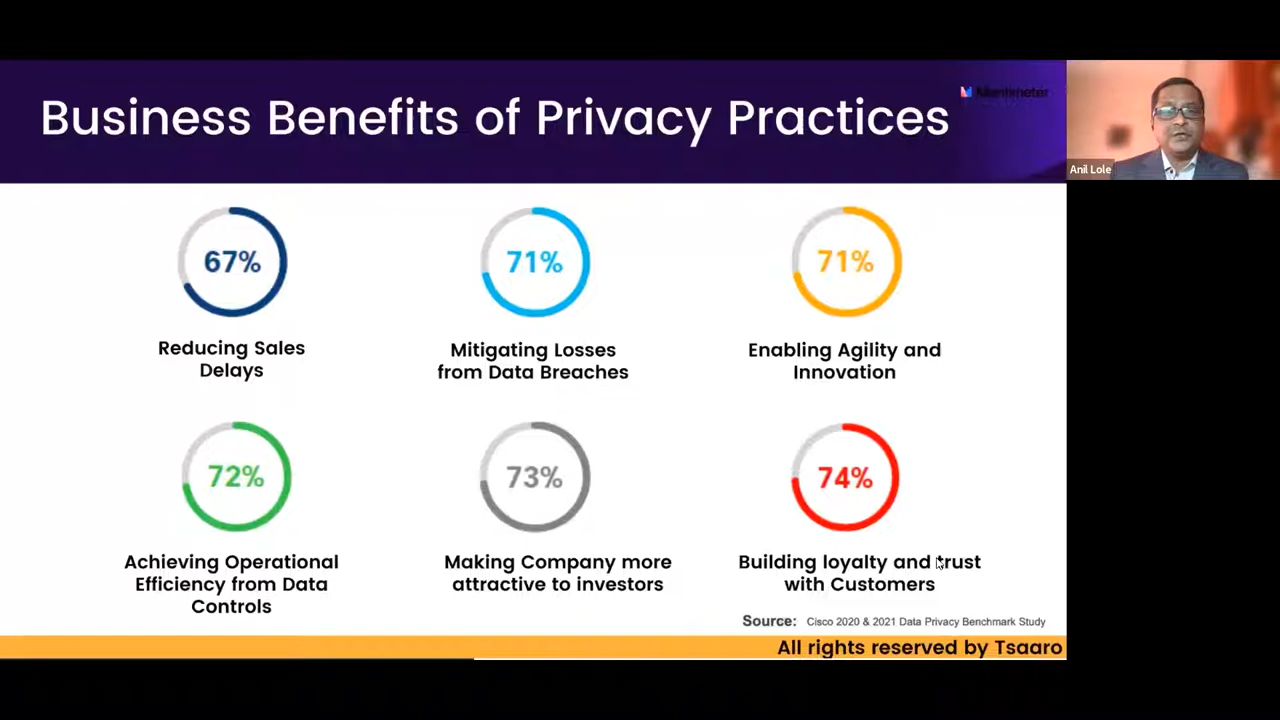 Business Benefits of Privacy Practices
Mentimeter
Anil Lole
67%
Reducing Sales
Delays
71%
Mitigating Losses
from Data Breaches
71%
Enabling Agility and
Innovation
72%
Achieving Operational
Efficiency from Data
Controls
73%
Making Company more
attractive to investors
74%
Building loyalty and trust
with Customers
Source: Cisco 2020 & 2021 Data Privacy Benchmark Study
All rights reserved by Tsaaro